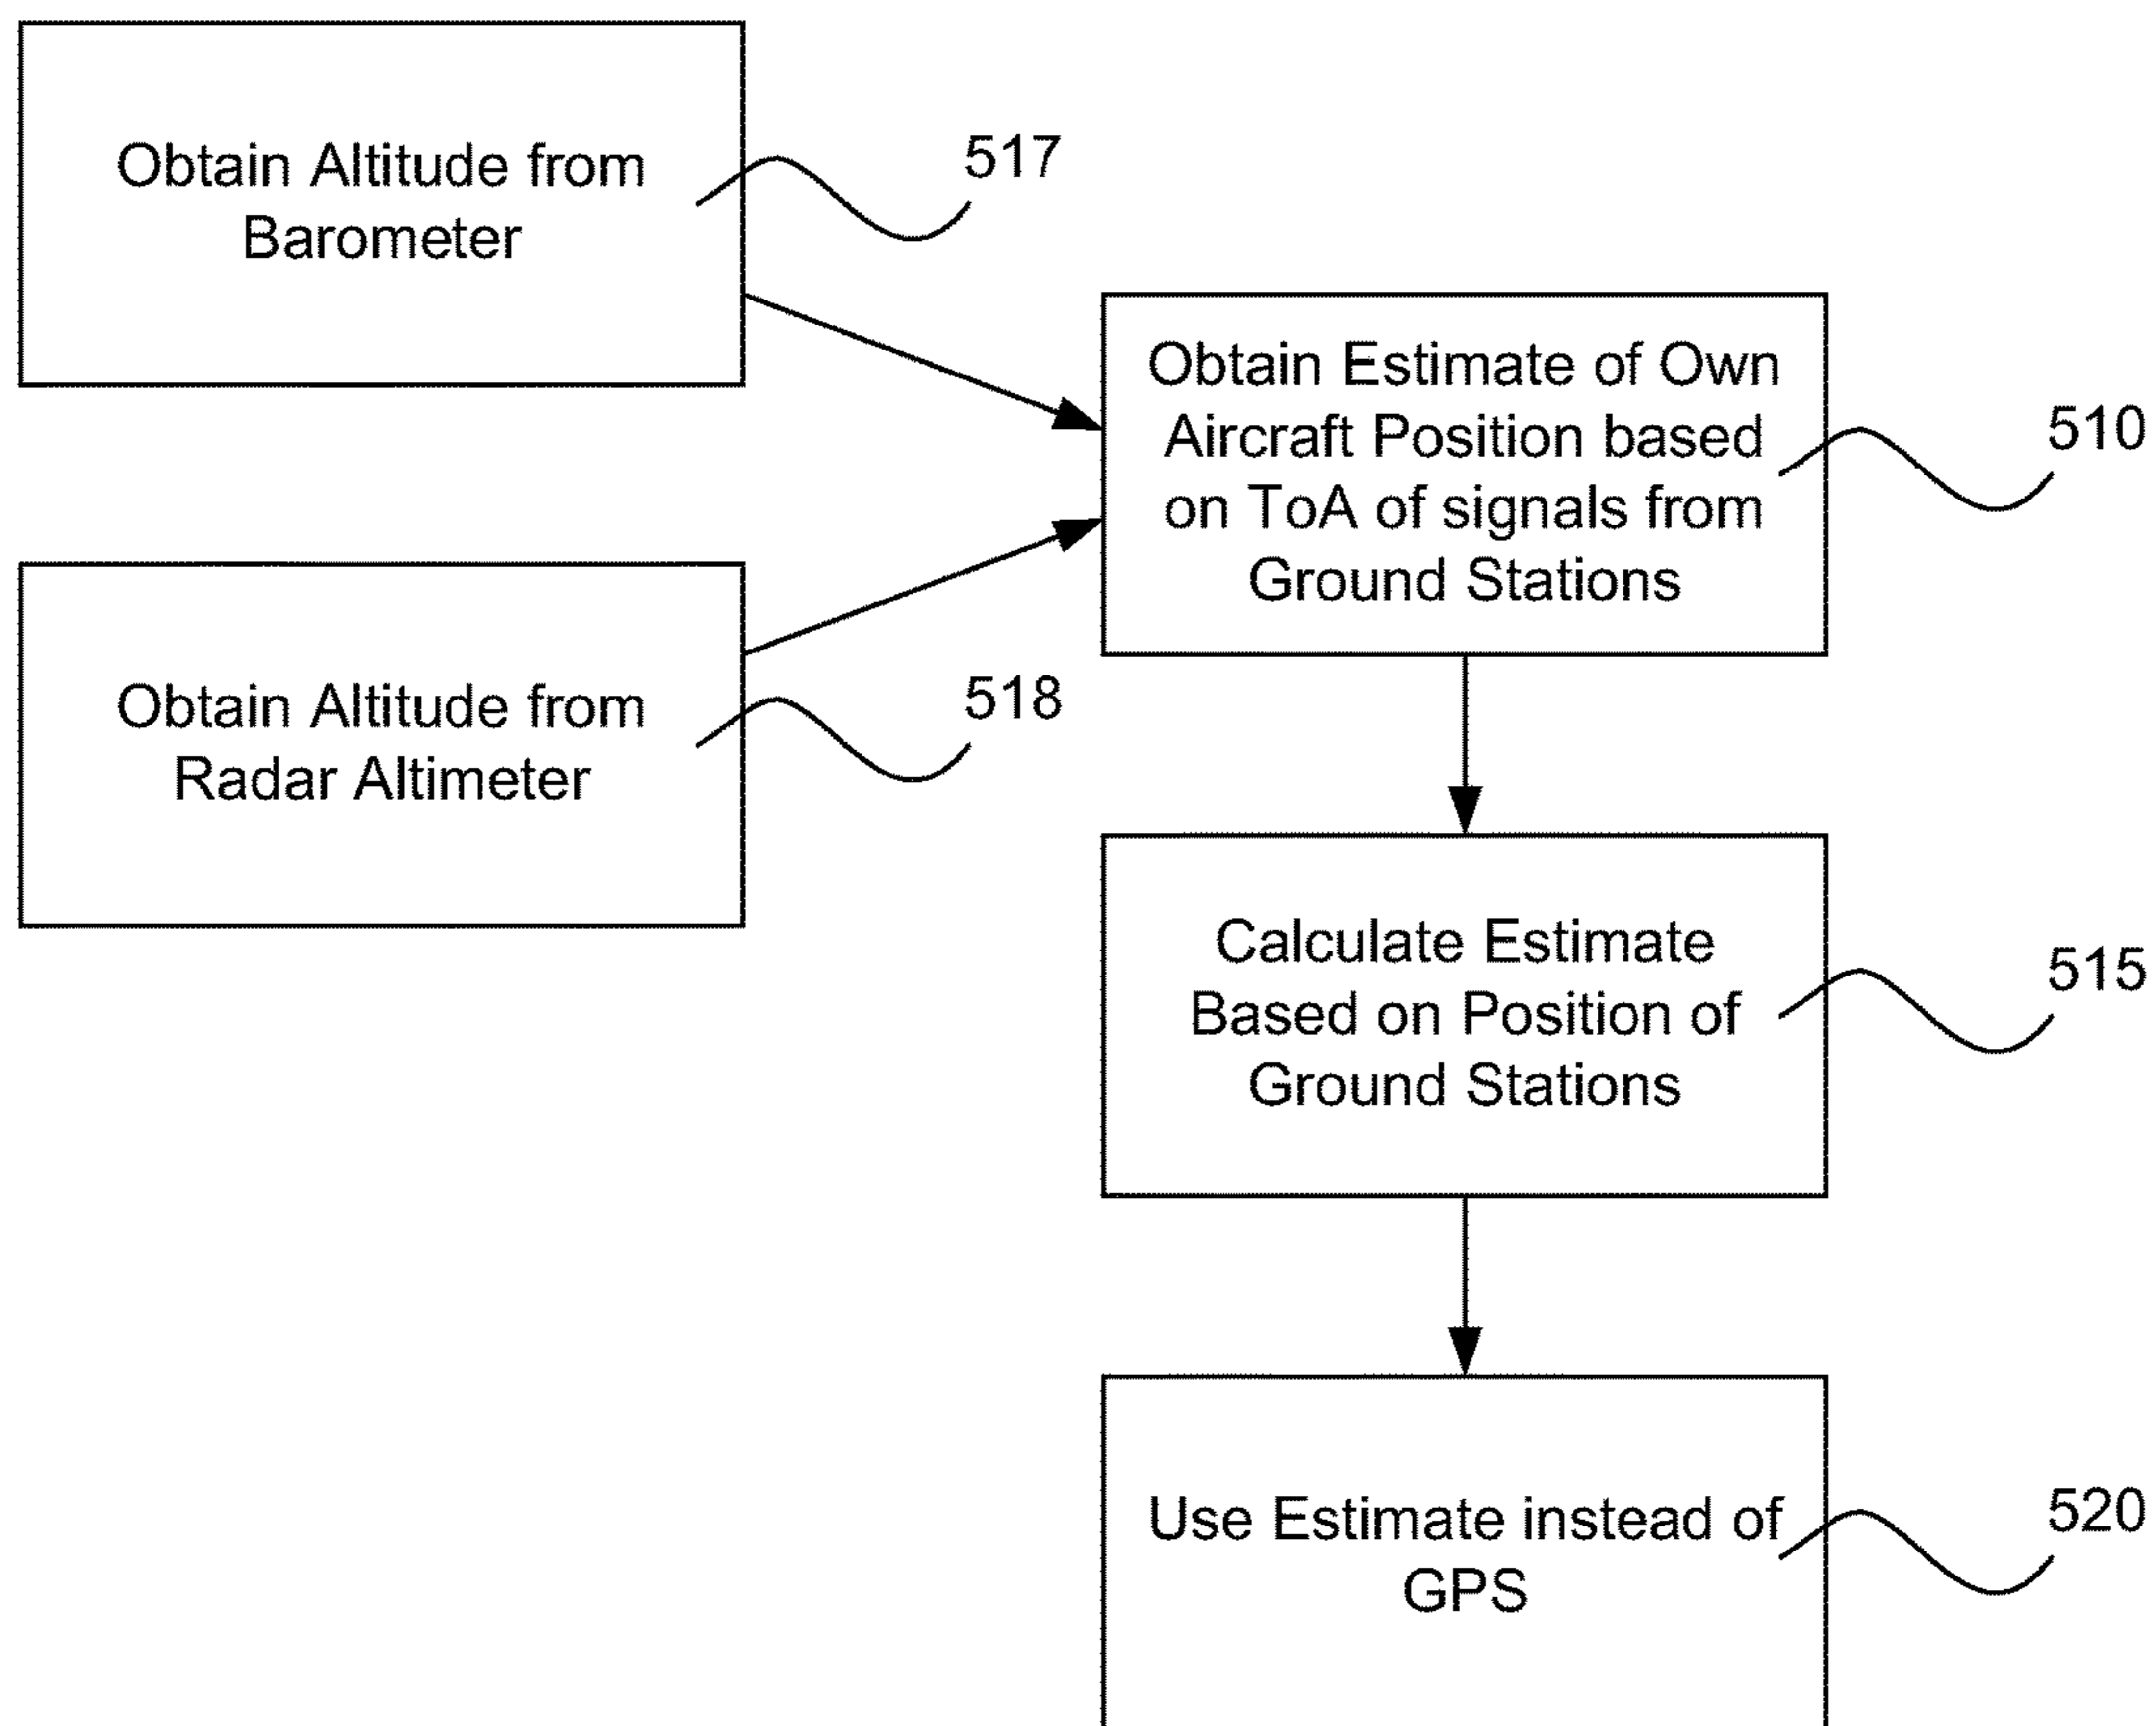 Obtain Altitude from
Barometer
517
Obtain Estimate of Own
Aircraft Position based
on ToA of signals from
Ground Stations
510
Obtain Altitude from
Radar Altimeter
518
Calculate Estimate
Based on Position of
Ground Stations
515
Use Estimate instead of
GPS
520